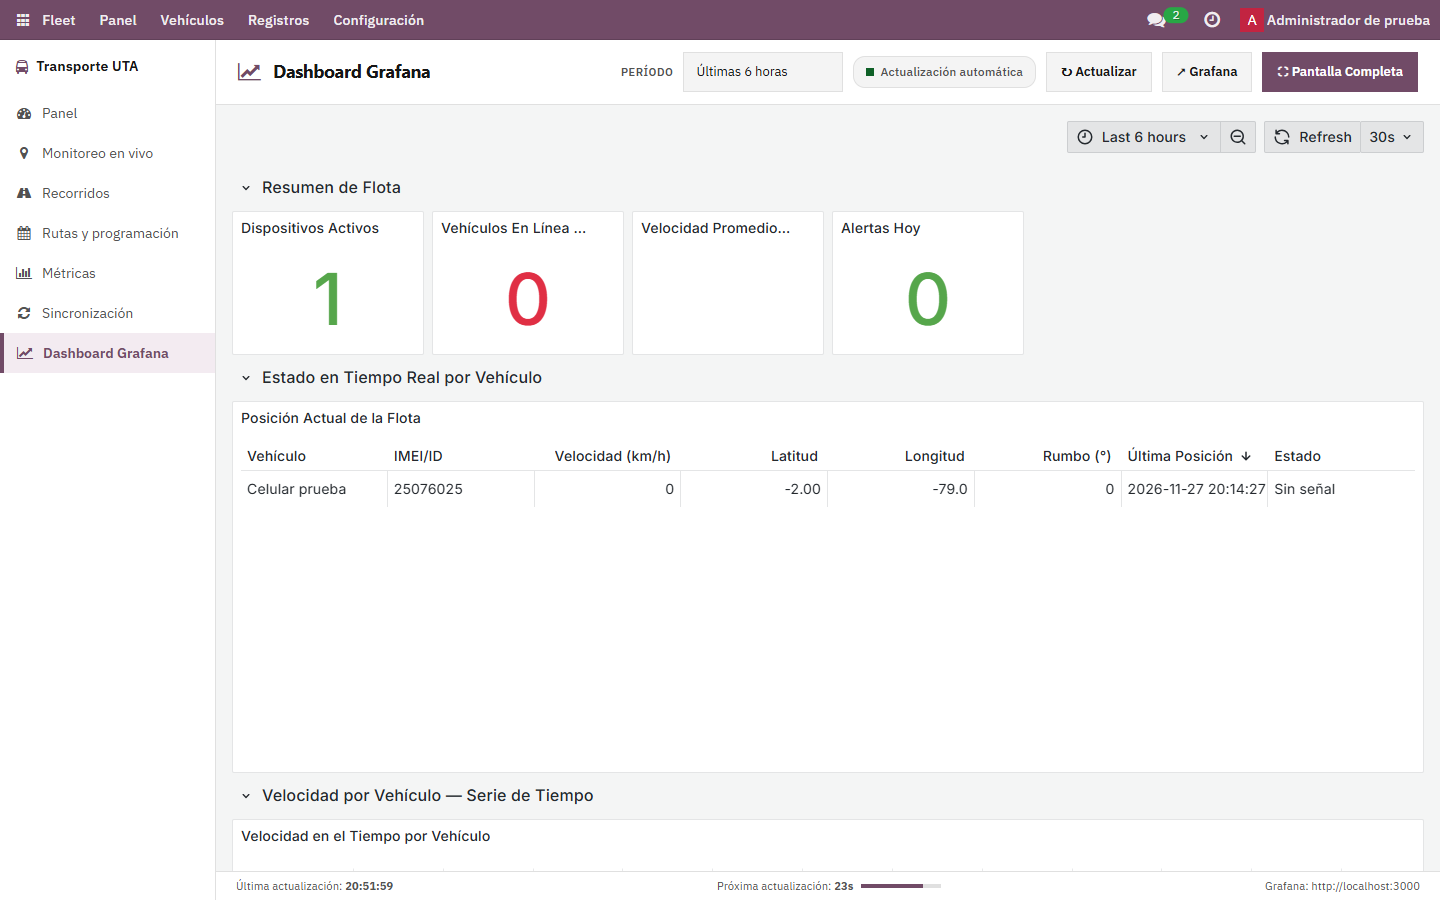 Fleet Panel Vehículos Registros Configuración 2 A Administrador de prueba
Transporte UTA
Panel
Monitoreo en vivo
Recorridos
Rutas y programación
Métricas
Sincronización
Dashboard Grafana
Dashboard Grafana PERÍODO Últimas 6 horas Actualización automática ↻ Actualizar ↗ Grafana ⛶ Pantalla Completa
Last 6 hours Refresh 30s
Resumen de Flota
Dispositivos Activos Vehículos En Línea ... Velocidad Promedio... Alertas Hoy
1 0 0
Estado en Tiempo Real por Vehículo
Posición Actual de la Flota
Vehículo IMEI/ID Velocidad (km/h) Latitud Longitud Rumbo (°) Última Posición ↓ Estado
Celular prueba 25076025 0 -2.00 -79.0 0 2026-11-27 20:14:27 Sin señal
Velocidad por Vehículo — Serie de Tiempo
Velocidad en el Tiempo por Vehículo
Última actualización: 20:51:59 Próxima actualización: 23s Grafana: http://localhost:3000